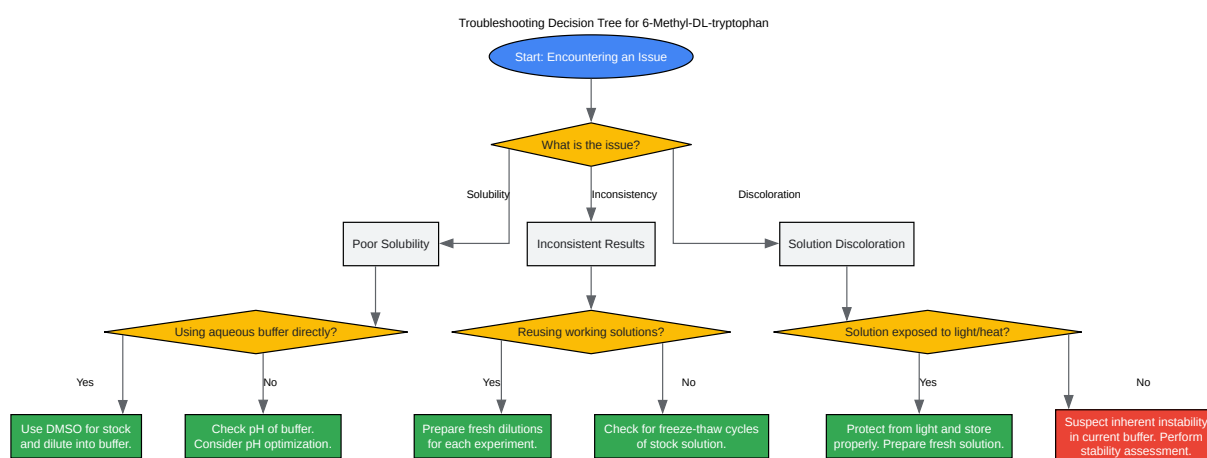 Troubleshooting Decision Tree for 6-Methyl-DL-tryptophan
Start: Encountering an Issue
What is the issue?
Solubility
Inconsistency
Discoloration
Poor Solubility
Inconsistent Results
Solution Discoloration
Using aqueous buffer directly?
Reusing working solutions?
Solution exposed to light/heat?
Yes
No
Yes
No
Yes
No
Use DMSO for stock
and dilute into buffer.
Check pH of buffer.
Consider pH optimization.
Prepare fresh dilutions
for each experiment.
Check for freeze-thaw cycles
of stock solution.
Protect from light and store
properly. Prepare fresh solution.
Suspect inherent instability
in current buffer. Perform
stability assessment.